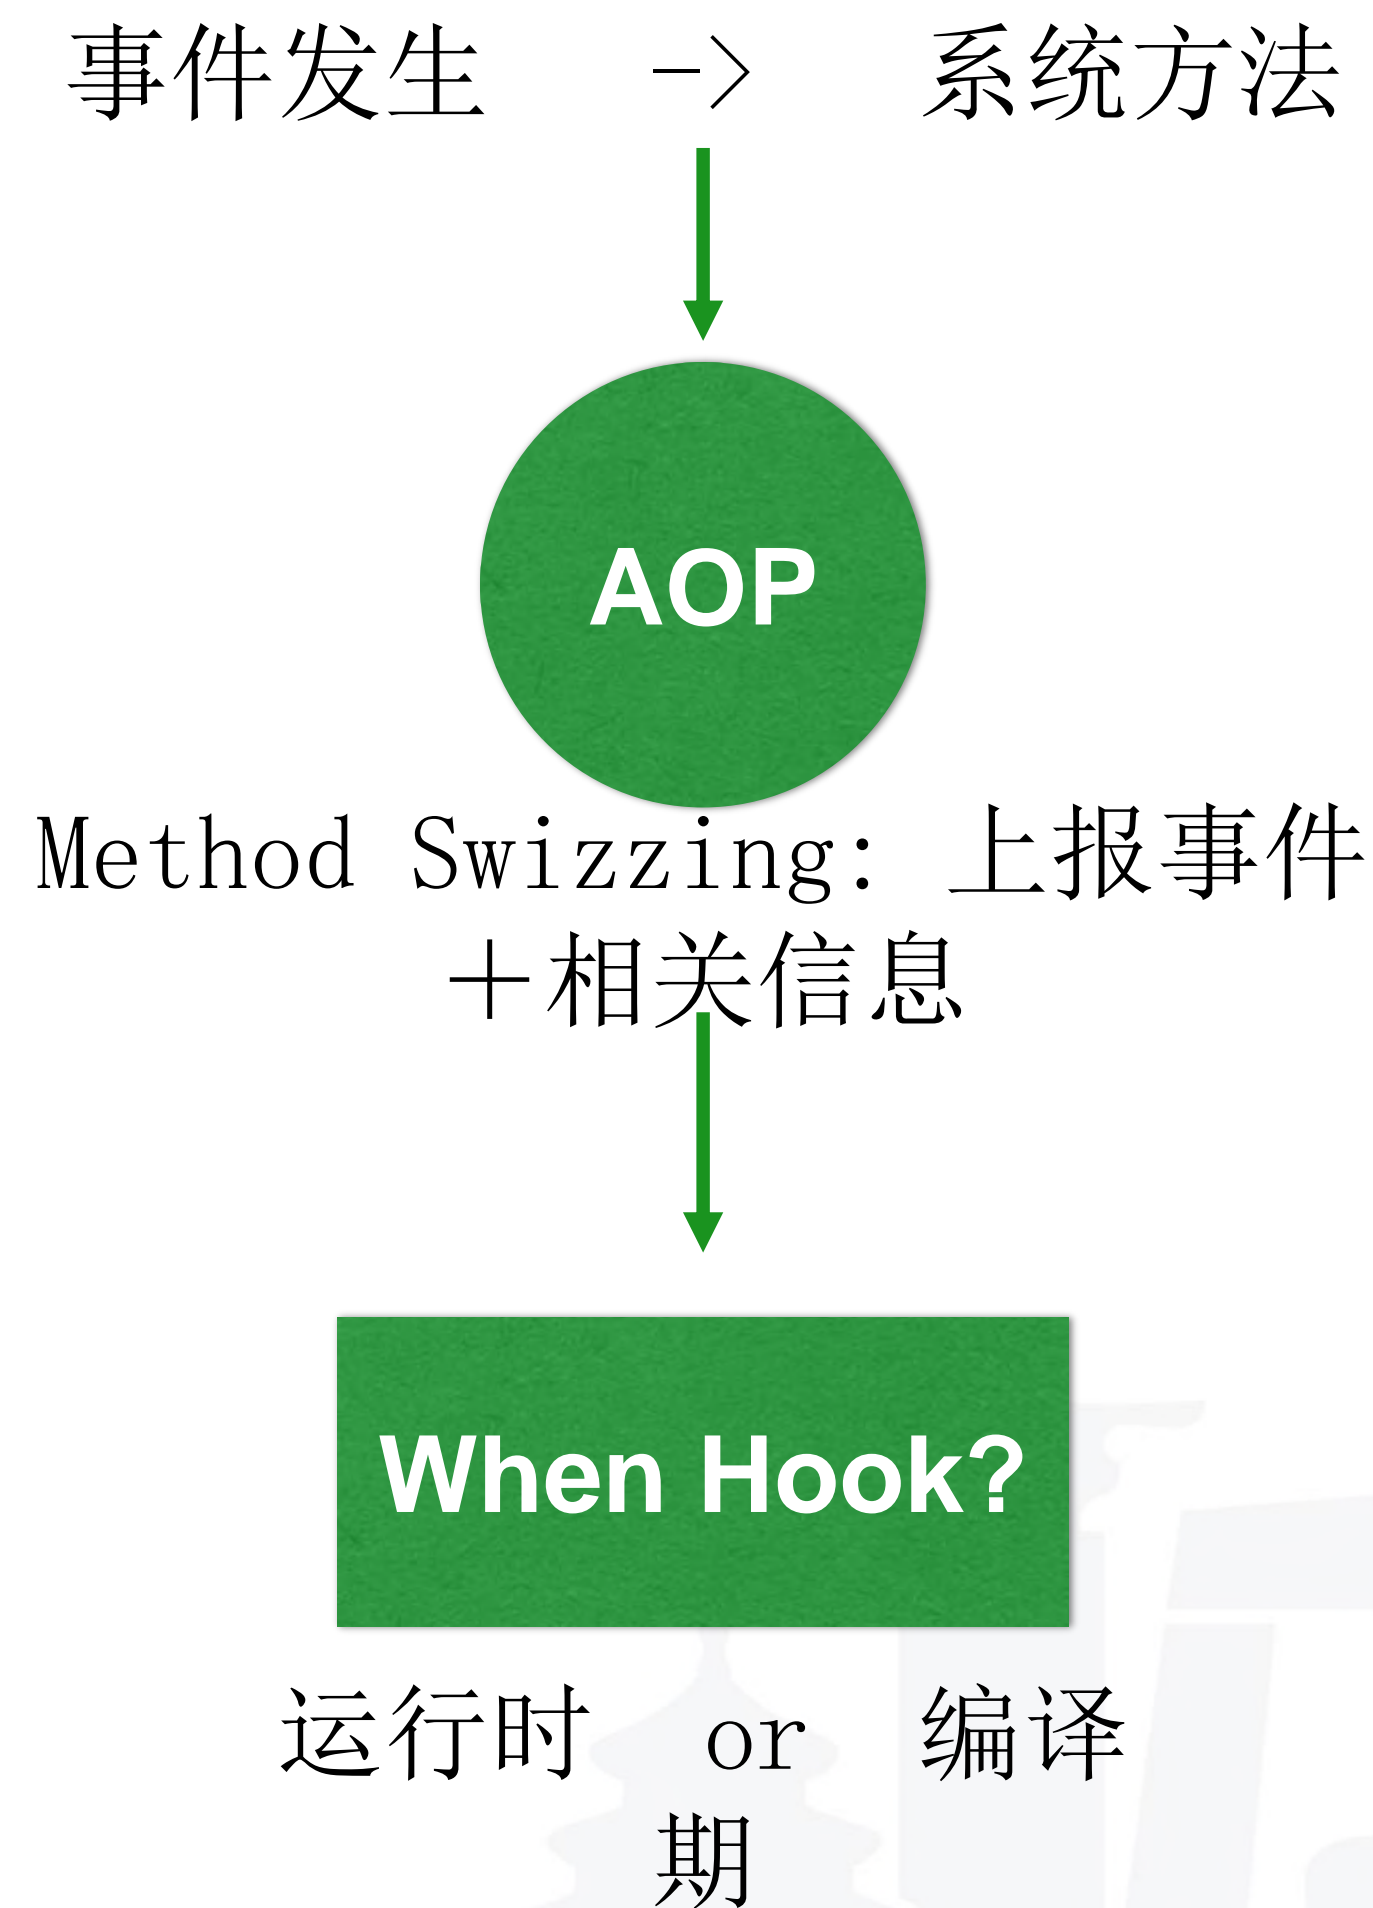 事件发生 -> 系统方法
AOP
Method Swizzing: 上报事件
＋相关信息
When Hook?
运行时 or 编译
期